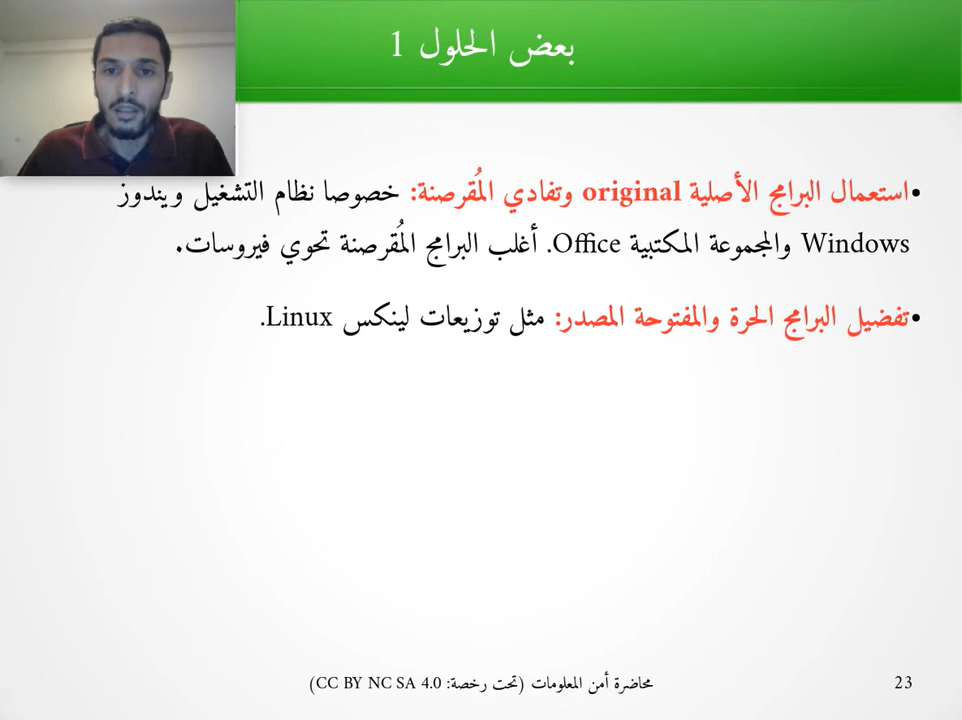 بعض الحلول 1
•استعمال البرامج الأصلية original وتفادي المُقرصنة: خصوصا نظام التشغيل ويندوز
Windows والمجموعة المكتبية Office. أغلب البرامج المُقرصنة تحوي فيروسات.
•تفضيل البرامج الحرة والمفتوحة المصدر: مثل توزيعات لينكس Linux.
محاضرة أمن المعلومات (تحت رخصة: CC BY NC SA 4.0)
23